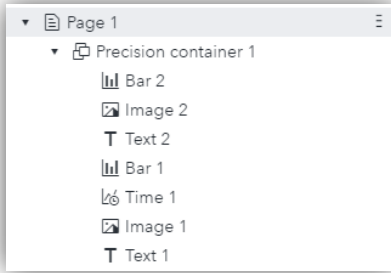 Page 1
Precision container 1
Bar 2
Image 2
Text 2
Bar 1
Time 1
Image 1
Text 1